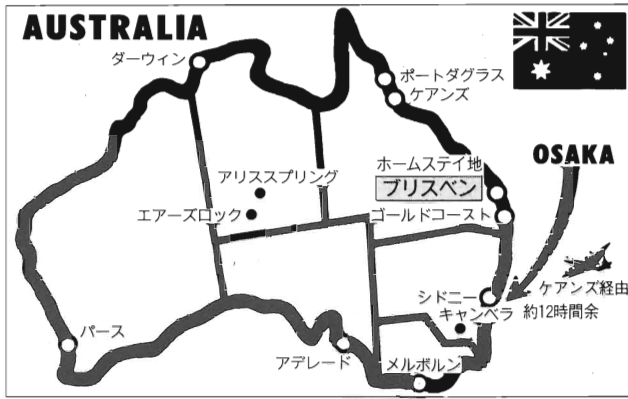 AUSTRALIA
ダーウィン
ポートダグラス
ケアンズ
ホームステイ地
OSAKA
アリススプリング
ブリスベン
エアーズロック
ゴールドコースト
ケアンズ経由
シドニー
キャンベラ
約12時間余
パース
アデレード
メルボルン